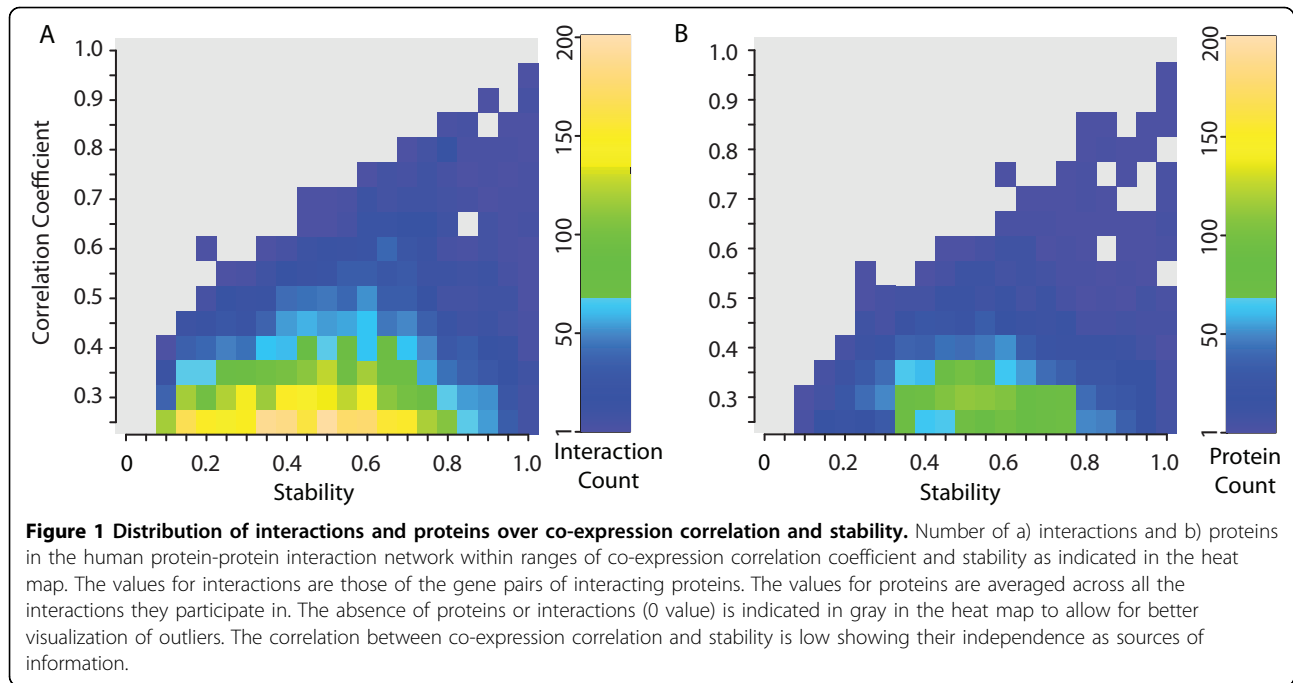 A
B
Correlation Coefficient
1.0
0.9
0.8
0.7
0.6
0.5
0.4
0.3
0
0.2
0.4
0.6
0.8
1.0
Stability
200
150
100
50
1
Interaction
Count
1.0
0.9
0.8
0.7
0.6
0.5
0.4
0.3
0
0.2
0.4
0.6
0.8
1.0
Stability
200
150
100
50
1
Protein
Count
Figure 1 Distribution of interactions and proteins over co-expression correlation and stability. Number of a) interactions and b) proteins
in the human protein-protein interaction network within ranges of co-expression correlation coefficient and stability as indicated in the heat
map. The values for interactions are those of the gene pairs of interacting proteins. The values for proteins are averaged across all the
interactions they participate in. The absence of proteins or interactions (0 value) is indicated in gray in the heat map to allow for better
visualization of outliers. The correlation between co-expression correlation and stability is low showing their independence as sources of
information.